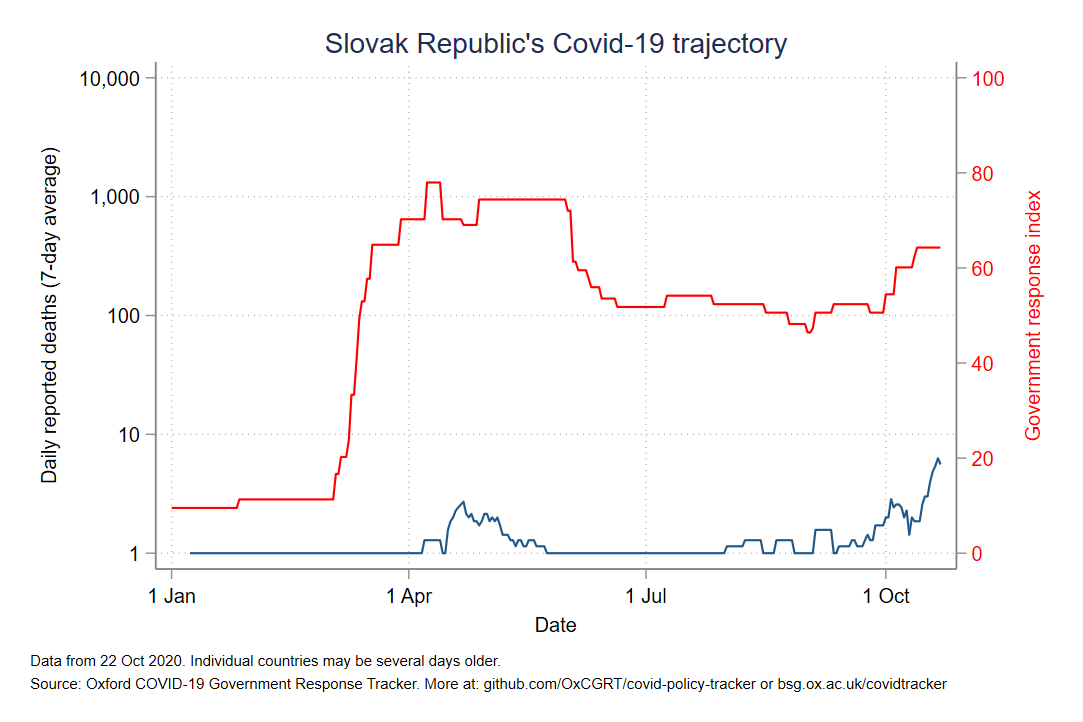 Slovak Republic's Covid-19 trajectory
10,000
1,000
100
10
1
Daily reported deaths (7-day average)
100
80
60
40
20
0
Government response index
1 Jan
1 Apr
1 Jul
1 Oct
Date
Data from 22 Oct 2020. Individual countries may be several days older.
Source: Oxford COVID-19 Government Response Tracker. More at: github.com/OxCGRT/covid-policy-tracker or bsg.ox.ac.uk/covidtracker